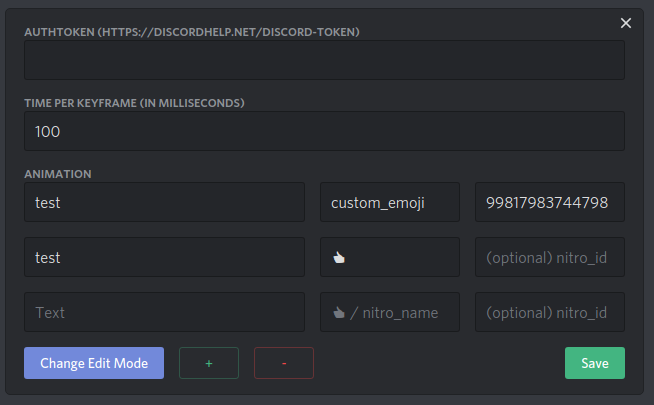 AUTHTOKEN (HTTPS://DISCORDHELP.NET/DISCORD-TOKEN)
TIME PER KEYFRAME (IN MILLISECONDS)
100
ANIMATION
test custom_emoji 99817983744798
test (optional) nitro_id
Text / nitro_name (optional) nitro_id
Change Edit Mode + - Save